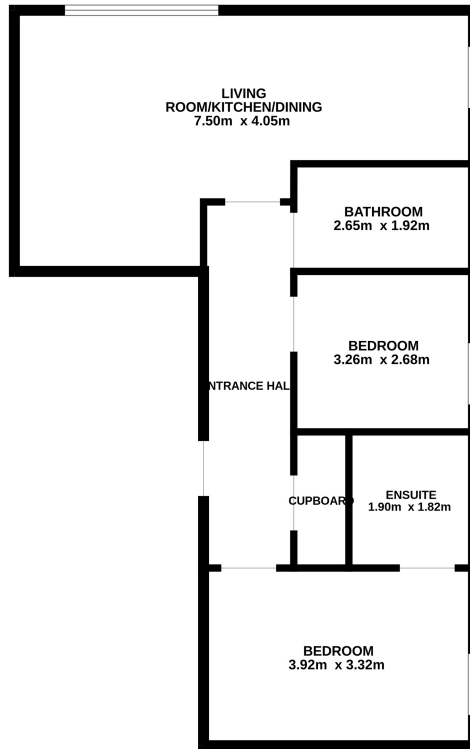 LIVING
ROOM/KITCHEN/DINING
7.50m x 4.05m
BATHROOM
2.65m x 1.92m
BEDROOM
3.26m x 2.68m
NTRANCE HAL
CUPBOARD
ENSUITE
1.90m x 1.82m
BEDROOM
3.92m x 3.32m